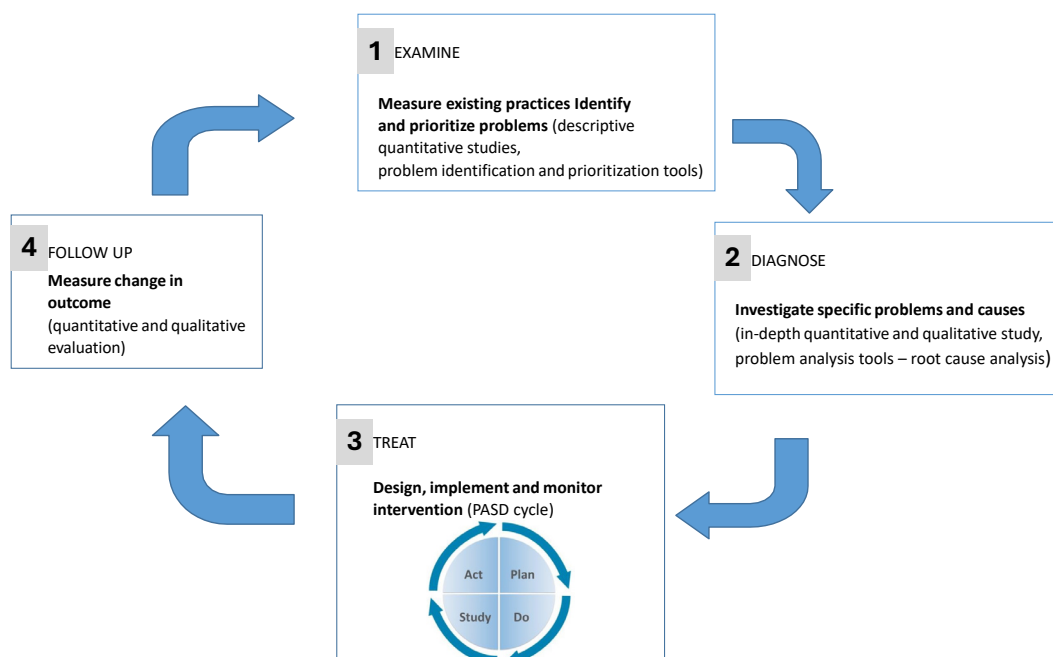 1 EXAMINE
Measure existing practices Identify
and prioritize problems (descriptive
quantitative studies,
problem identification and prioritization tools)
2 DIAGNOSE
Investigate specific problems and causes
(in-depth quantitative and qualitative study,
problem analysis tools – root cause analysis)
3 TREAT
Design, implement and monitor
intervention (PASD cycle)
Act Plan
Study Do
4 FOLLOW UP
Measure change in
outcome
(quantitative and qualitative
evaluation)